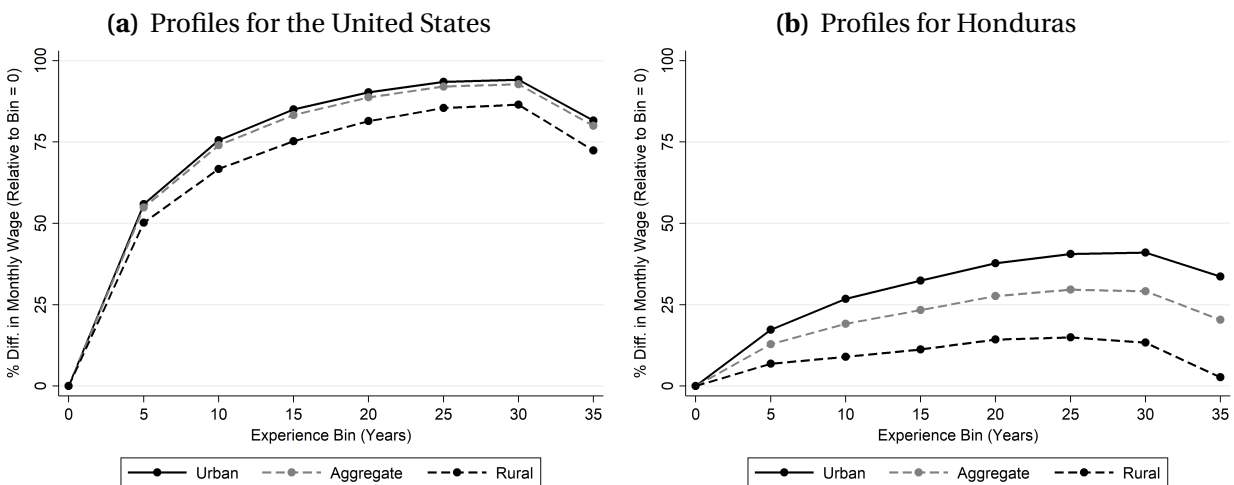 (a) Profiles for the United States
% Diff. in Monthly Wage (Relative to Bin = 0)
100
75
50
25
0
0 5 10 15 20 25 30 35
Experience Bin (Years)
Urban Aggregate Rural
(b) Profiles for Honduras
% Diff. in Monthly Wage (Relative to Bin = 0)
100
75
50
25
0
0 5 10 15 20 25 30 35
Experience Bin (Years)
Urban Aggregate Rural